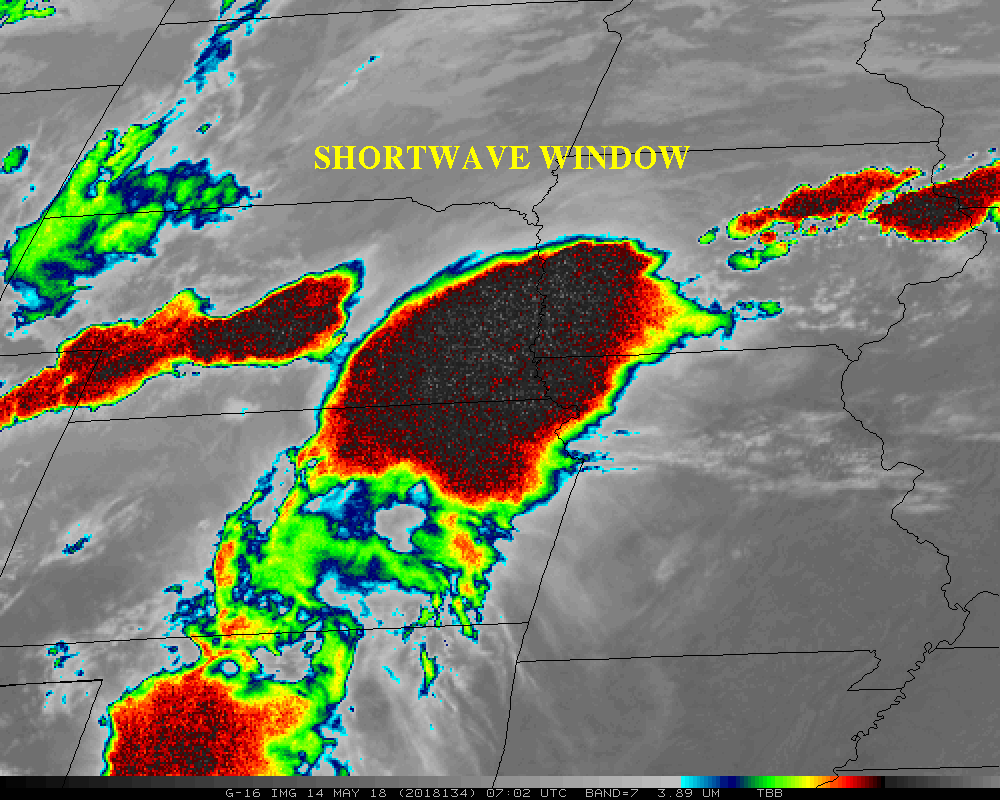 SHORTWAVE WINDOW
G-16 IMG 14 MAY 18 (2018134) 07:02 UTC BAND=7 3.89 UM TBB